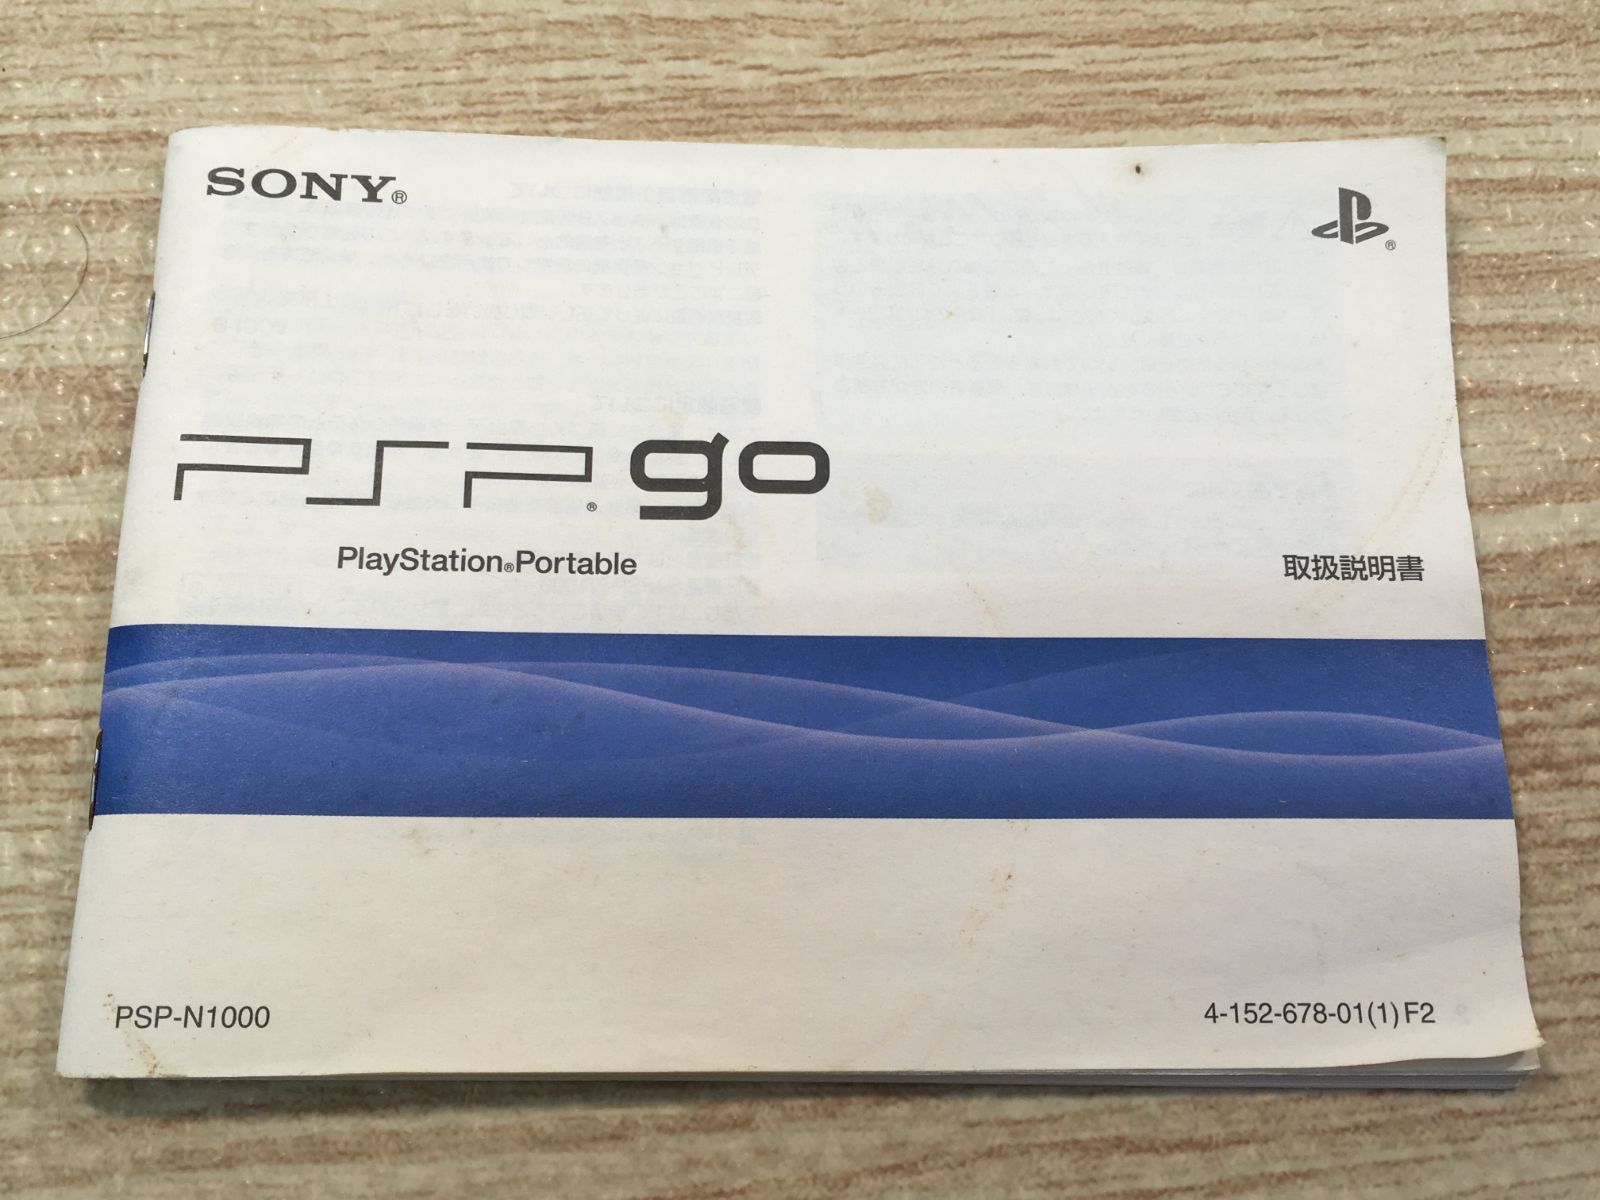 SONY®
PSP® go
PlayStation®Portable
取扱説明書
PSP-N1000
4-152-678-01(1) F2